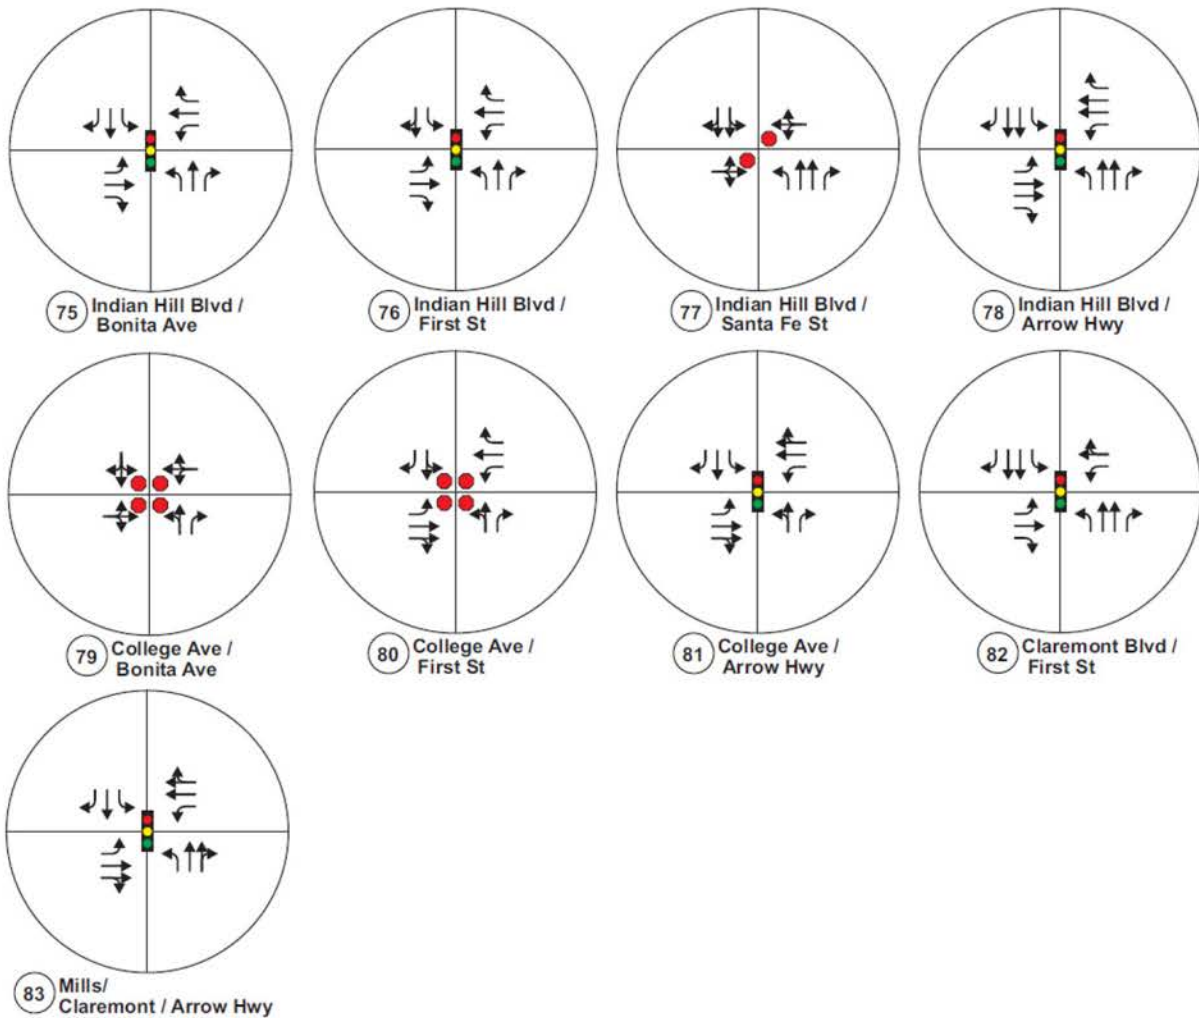 75 Indian Hill Blvd /
Bonita Ave
76 Indian Hill Blvd /
First St
77 Indian Hill Blvd /
Santa Fe St
78 Indian Hill Blvd /
Arrow Hwy
79 College Ave /
Bonita Ave
80 College Ave /
First St
81 College Ave /
Arrow Hwy
82 Claremont Blvd /
First St
83 Mills/
Claremont / Arrow Hwy